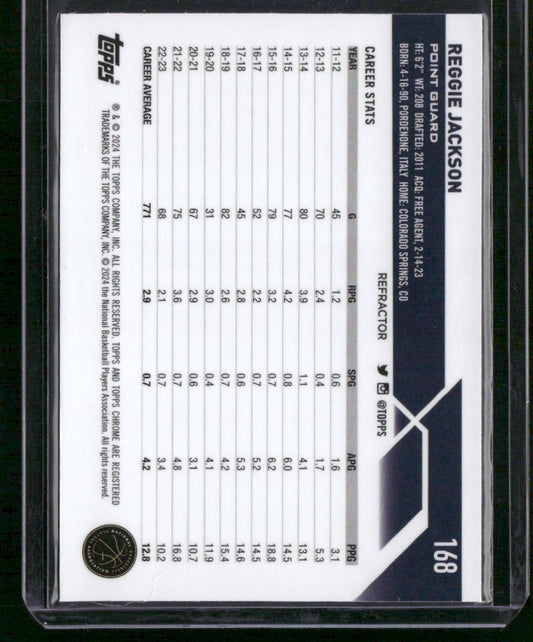 REGGIE JACKSON 168
POINT GUARD
HT: 6'2" WT: 208 DRAFTED: 2011 ACQ: FREE AGENT, 2-14-23
BORN: 4-16-90, PORDENONE, ITALY HOME: COLORADO SPRINGS, CO
REFRACTOR @TOPPS
CAREER STATS
YEAR G RPG SPG APG PPG
11-12 45 1.2 0.6 1.6 3.1
12-13 70 2.4 0.4 1.7 5.3
13-14 80 3.9 1.1 4.1 13.1
14-15 77 4.2 0.8 6.0 14.5
15-16 79 3.2 0.7 6.2 18.8
16-17 52 2.2 0.7 5.2 14.5
17-18 45 2.8 0.6 5.3 14.6
18-19 82 2.6 0.7 4.2 15.4
19-20 31 3.0 0.4 4.1 11.9
20-21 67 2.9 0.6 3.1 10.7
21-22 75 3.6 0.7 4.8 16.8
22-23 68 2.1 0.7 3.4 10.2
CAREER AVERAGE 771 2.9 0.7 4.2 12.8
topps
® & © 2024 THE TOPPS COMPANY, INC. ALL RIGHTS RESERVED. TOPPS AND TOPPS CHROME ARE REGISTERED
TRADEMARKS OF THE TOPPS COMPANY, INC. © 2024 the National Basketball Players Association. All rights reserved.